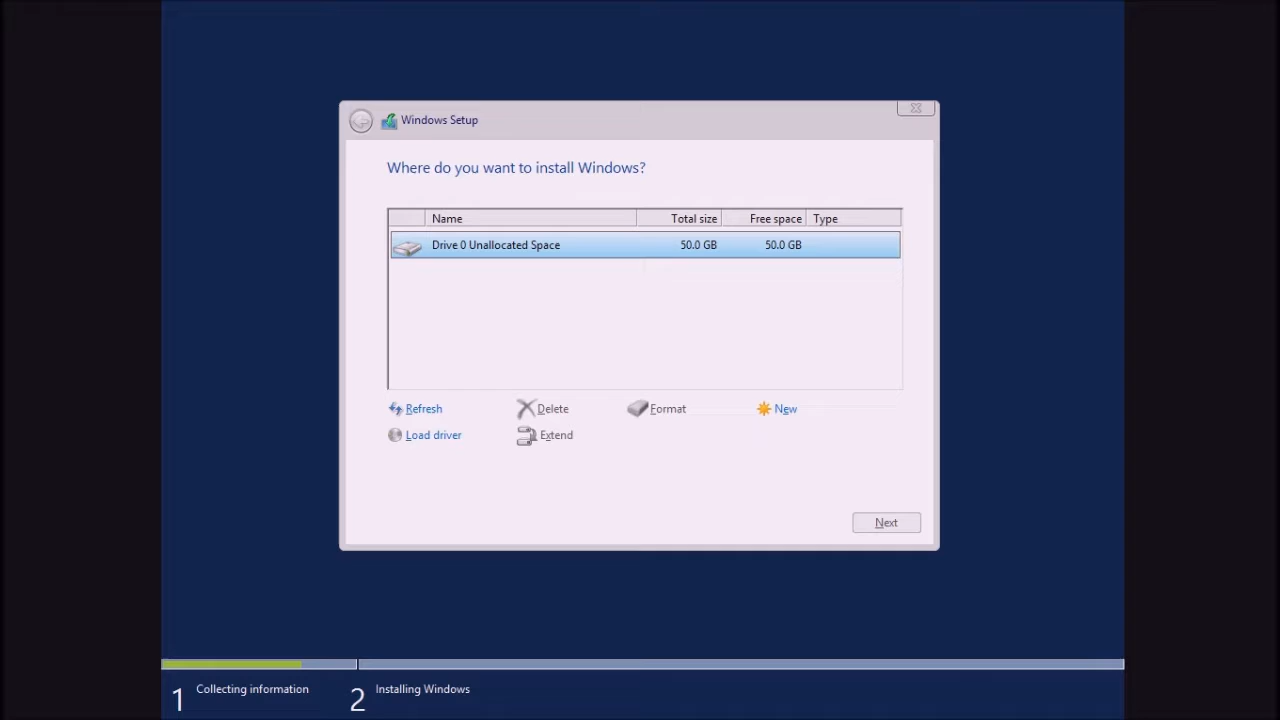 Windows Setup
Where do you want to install Windows?
Name Total size Free space Type
Drive 0 Unallocated Space 50.0 GB 50.0 GB
Refresh Delete Format New
Load driver Extend
Next
1 Collecting information 2 Installing Windows